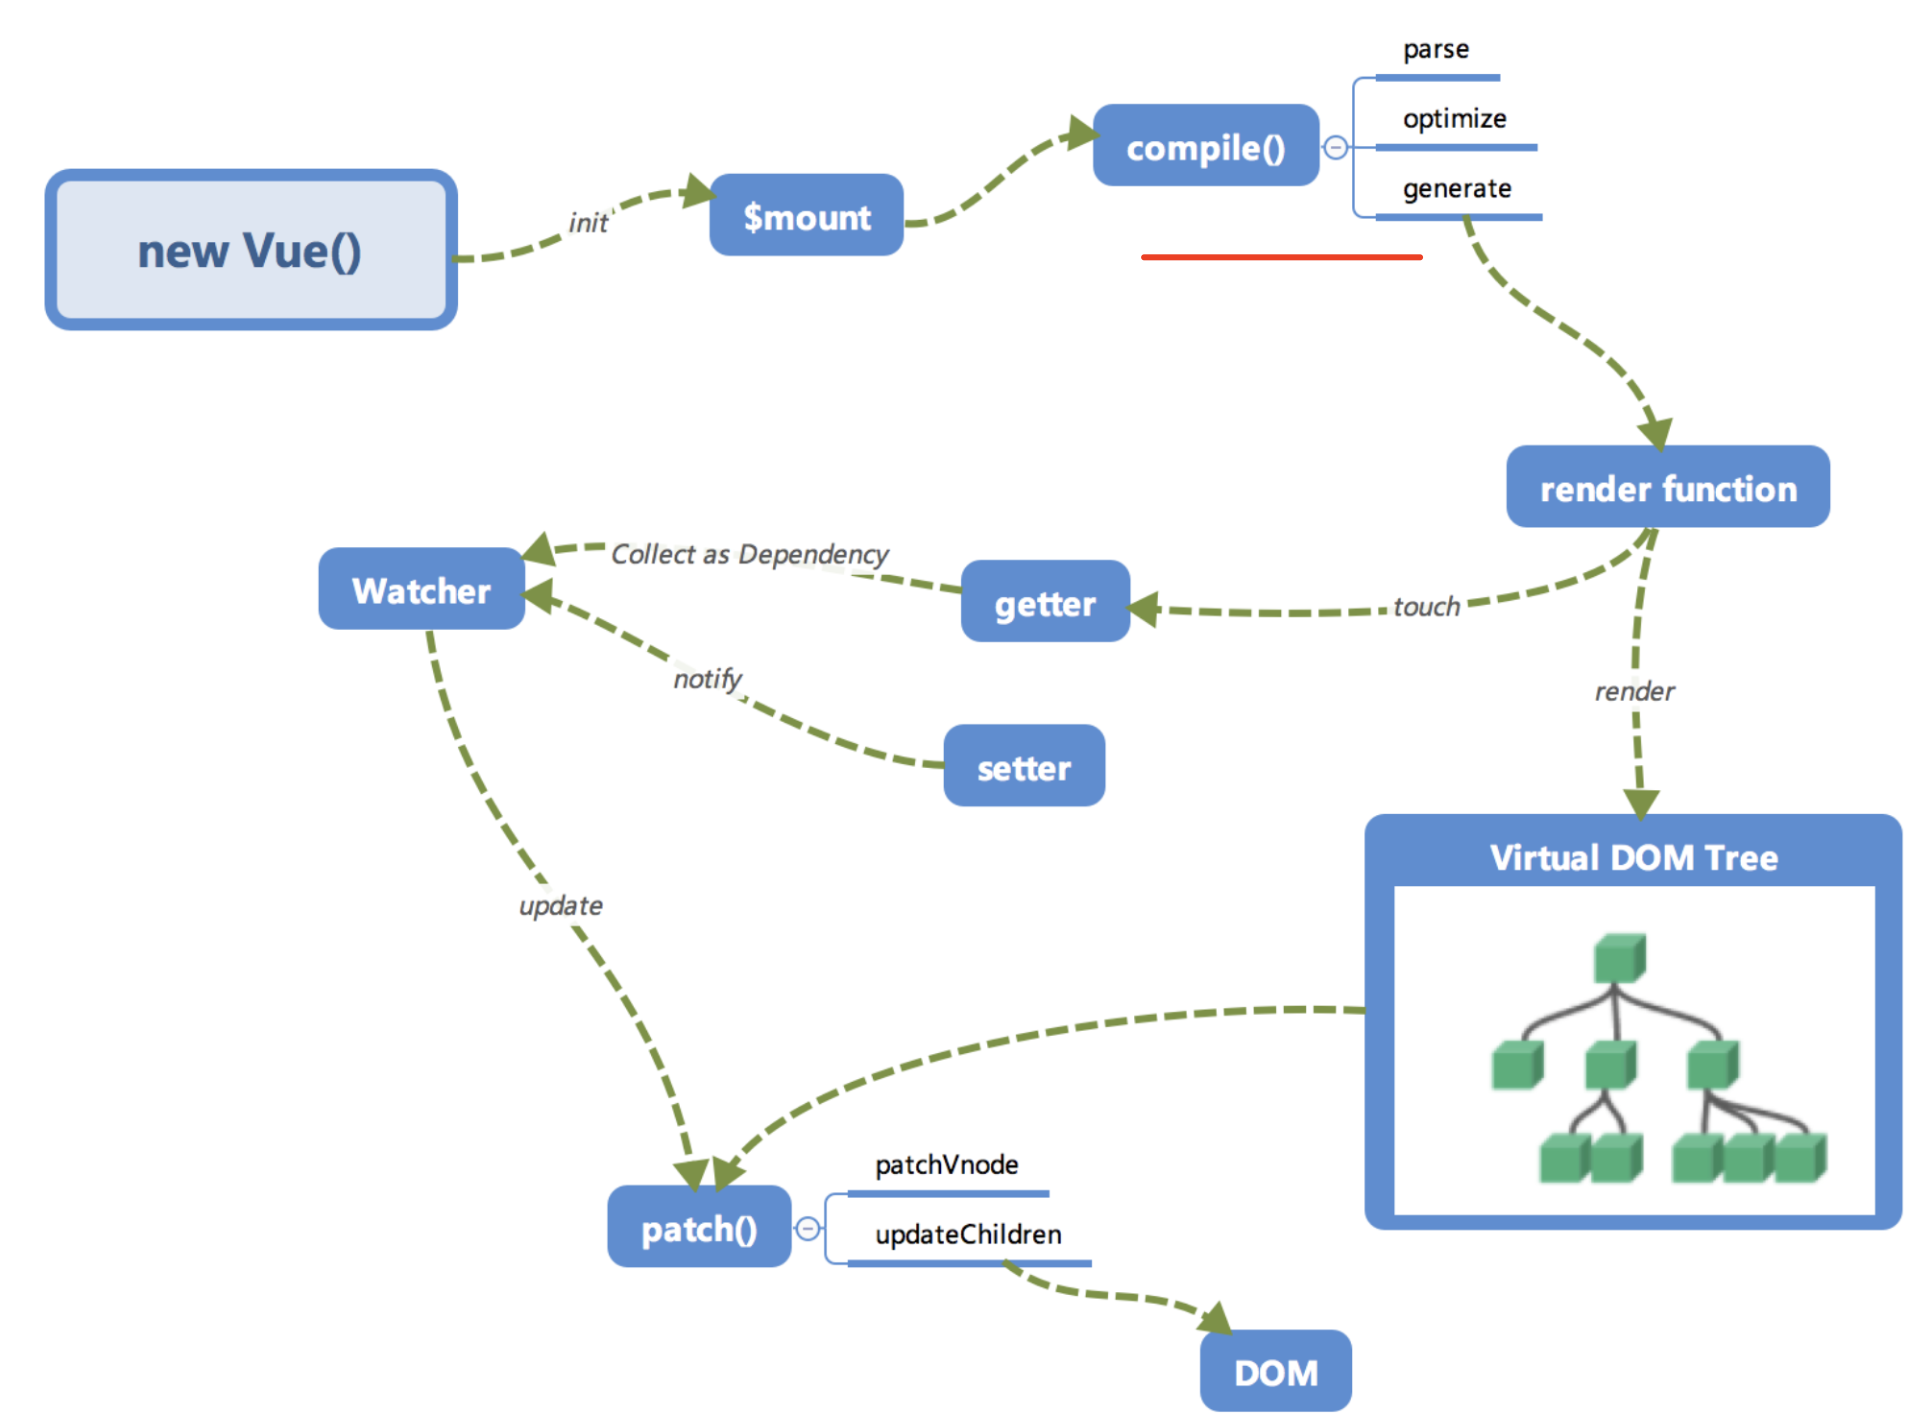 parse
optimize
compile()
generate
$mount
init
new Vue()
render function
Collect as Dependency
Watcher
getter
touch
notify
render
setter
Virtual DOM Tree
update
patchVnode
patch()
updateChildren
DOM